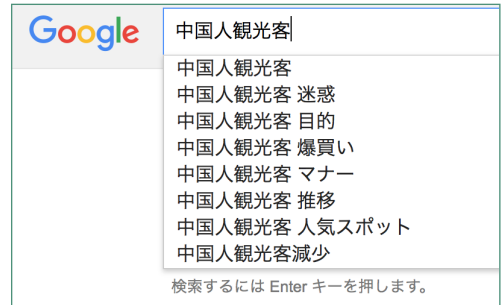 Google 中国人観光客
中国人観光客
中国人観光客 迷惑
中国人観光客 目的
中国人観光客 爆買い
中国人観光客 マナー
中国人観光客 推移
中国人観光客 人気スポット
中国人観光客減少
検索するには Enter キーを押します。